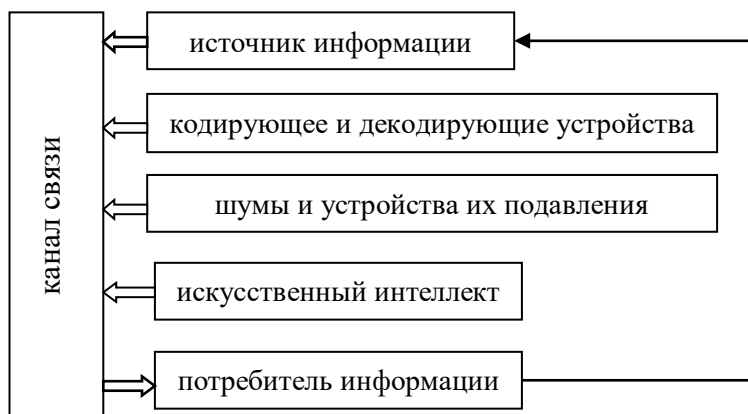 канал связи
источник информации
кодирующее и декодирующие устройства
шумы и устройства их подавления
искусственный интеллект
потребитель информации